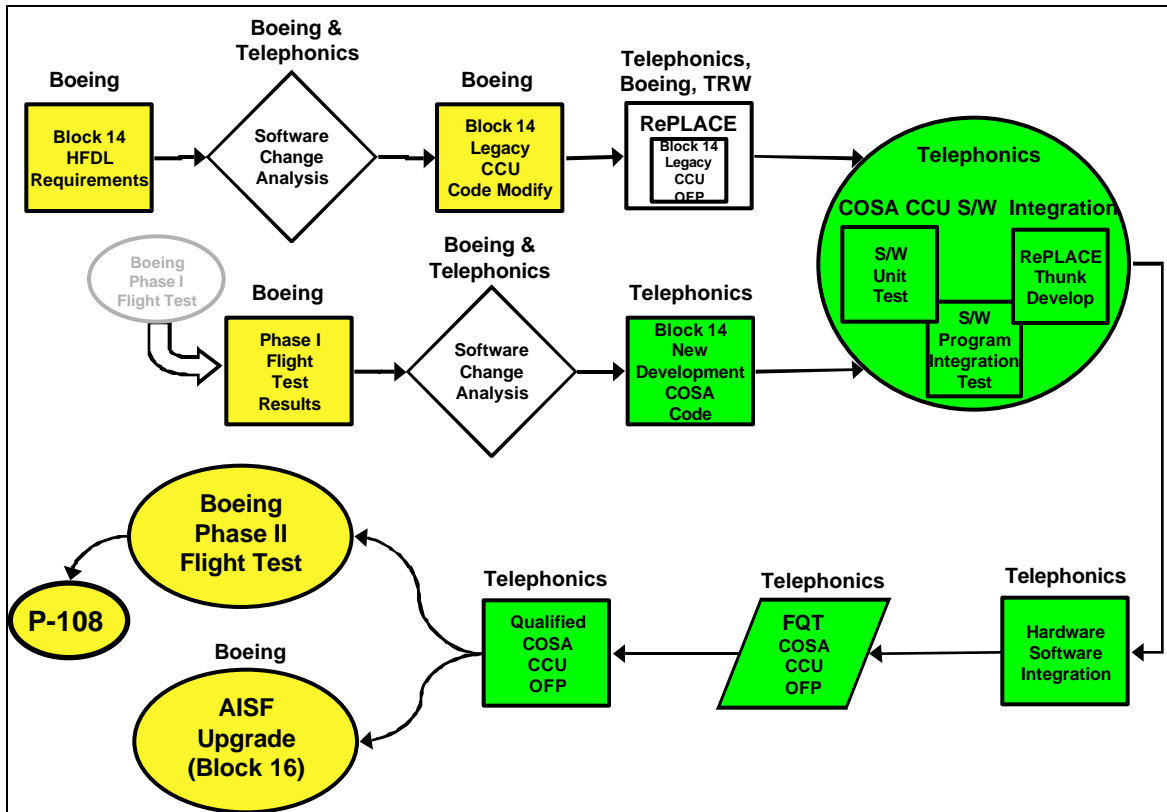 Boeing
Block 14
HFDL
Requirements
Boeing &
Telephonics
Software
Change
Analysis
Boeing
Block 14
Legacy
CCU
Code Modify
Telephonics,
Boeing, TRW
RePLACE
Block 14
Legacy
CCU
OFP
Telephonics
COSA CCU S/W Integration
S/W
Unit
Test
RePLACE
Thunk
Develop
S/W
Program
Integration
Test
Boeing
Phase I
Flight Test
Boeing
Phase I
Flight
Test
Results
Boeing &
Telephonics
Software
Change
Analysis
Telephonics
Block 14
New
Development
COSA
Code
Telephonics
Hardware
Software
Integration
Telephonics
FQT
COSA
CCU
OFP
Telephonics
Qualified
COSA
CCU
OFP
Boeing
Phase II
Flight Test
P-108
Boeing
AISF
Upgrade
(Block 16)